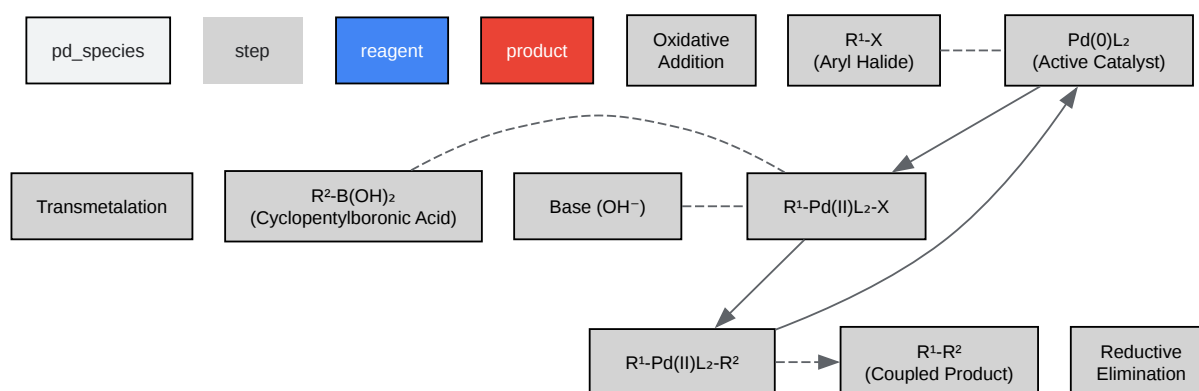 pd_species
step
reagent
product
Oxidative
Addition
R¹-X
(Aryl Halide)
Pd(0)L₂
(Active Catalyst)
Transmetalation
R²-B(OH)₂
(Cyclopentylboronic Acid)
Base (OH⁻)
R¹-Pd(II)L₂-X
R¹-Pd(II)L₂-R²
R¹-R²
(Coupled Product)
Reductive
Elimination